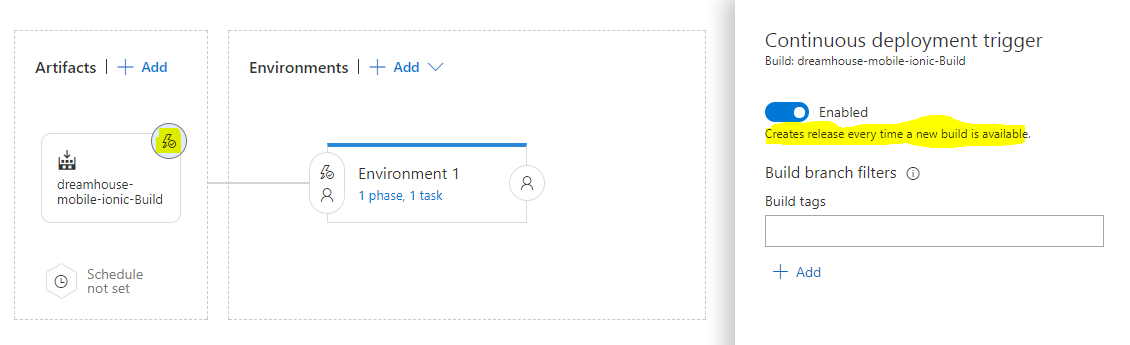 Artifacts | + Add
dreamhouse-
mobile-ionic-Build
Schedule
not set
Environments | + Add
Environment 1
1 phase, 1 task
Continuous deployment trigger
Build: dreamhouse-mobile-ionic-Build
Enabled
Creates release every time a new build is available.
Build branch filters
Build tags
+ Add